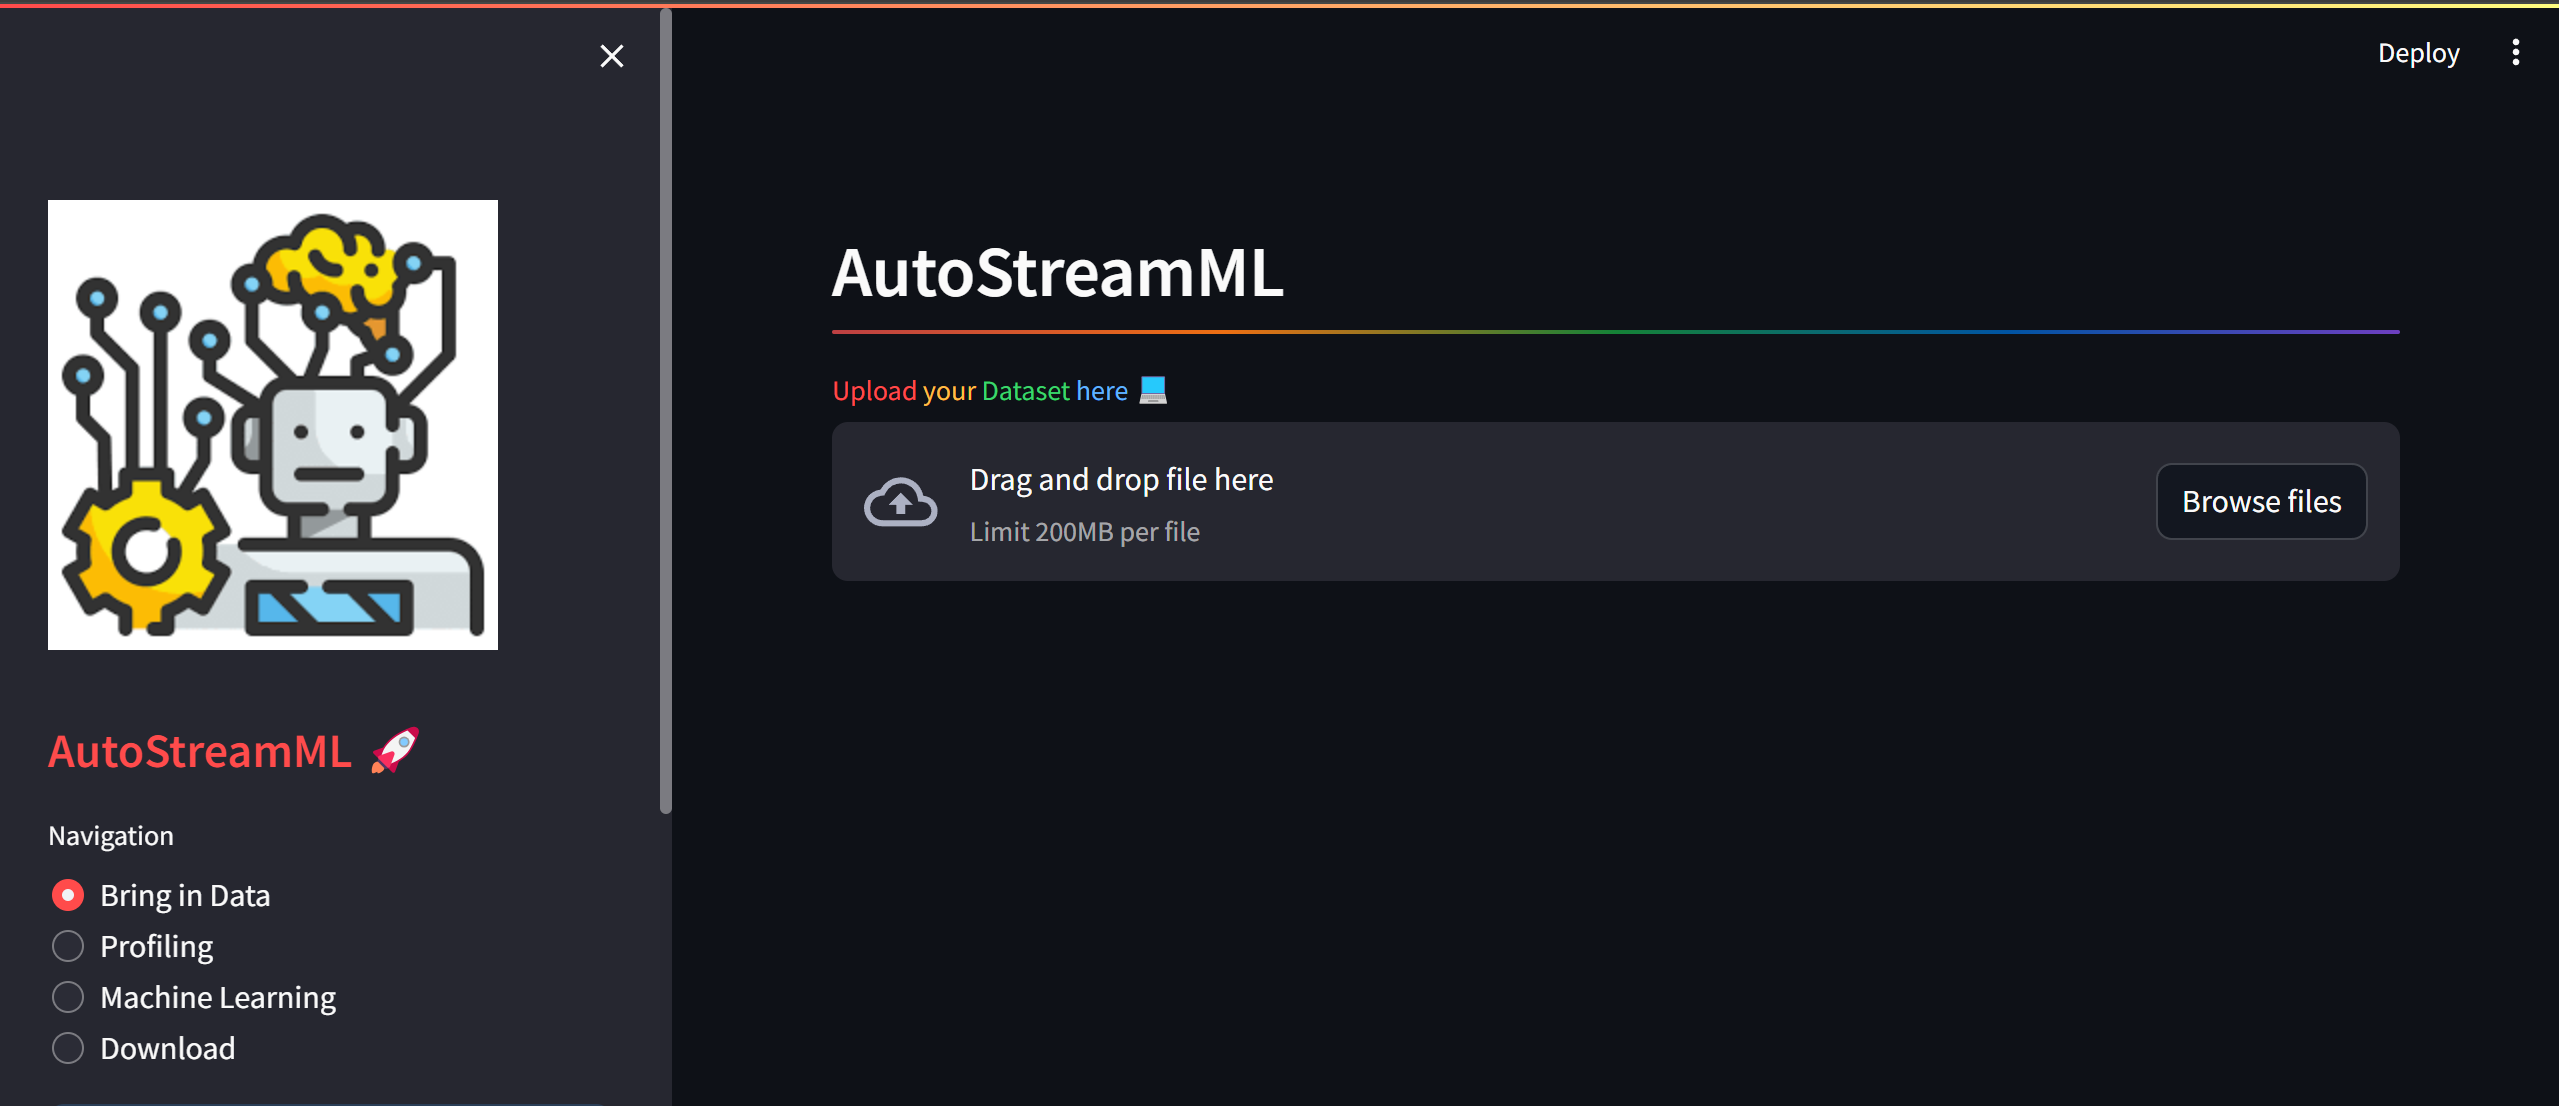 Deploy
AutoStreamML
Upload your Dataset here
Drag and drop file here
Limit 200MB per file
Browse files
AutoStreamML 🚀
Navigation
Bring in Data
Profiling
Machine Learning
Download